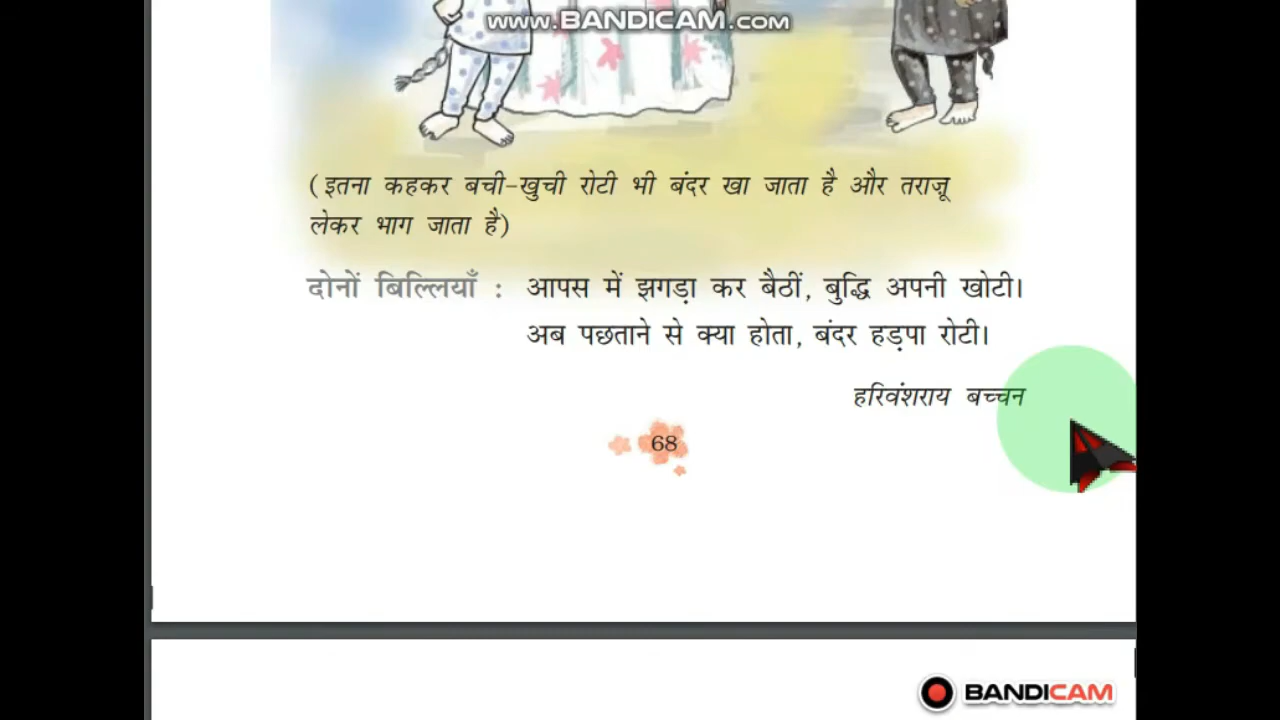 www.BANDICAM.COM
(इतना कहकर बची-खुची रोटी भी बंदर खा जाता है और तराज़ू
लेकर भाग जाता है)
दोनों बिल्लियाँ : आपस में झगड़ा कर बैठीं, बुद्धि अपनी खोटी।
अब पछताने से क्या होता, बंदर हड़पा रोटी।
हरिवंशराय बच्चन
68
BANDICAM